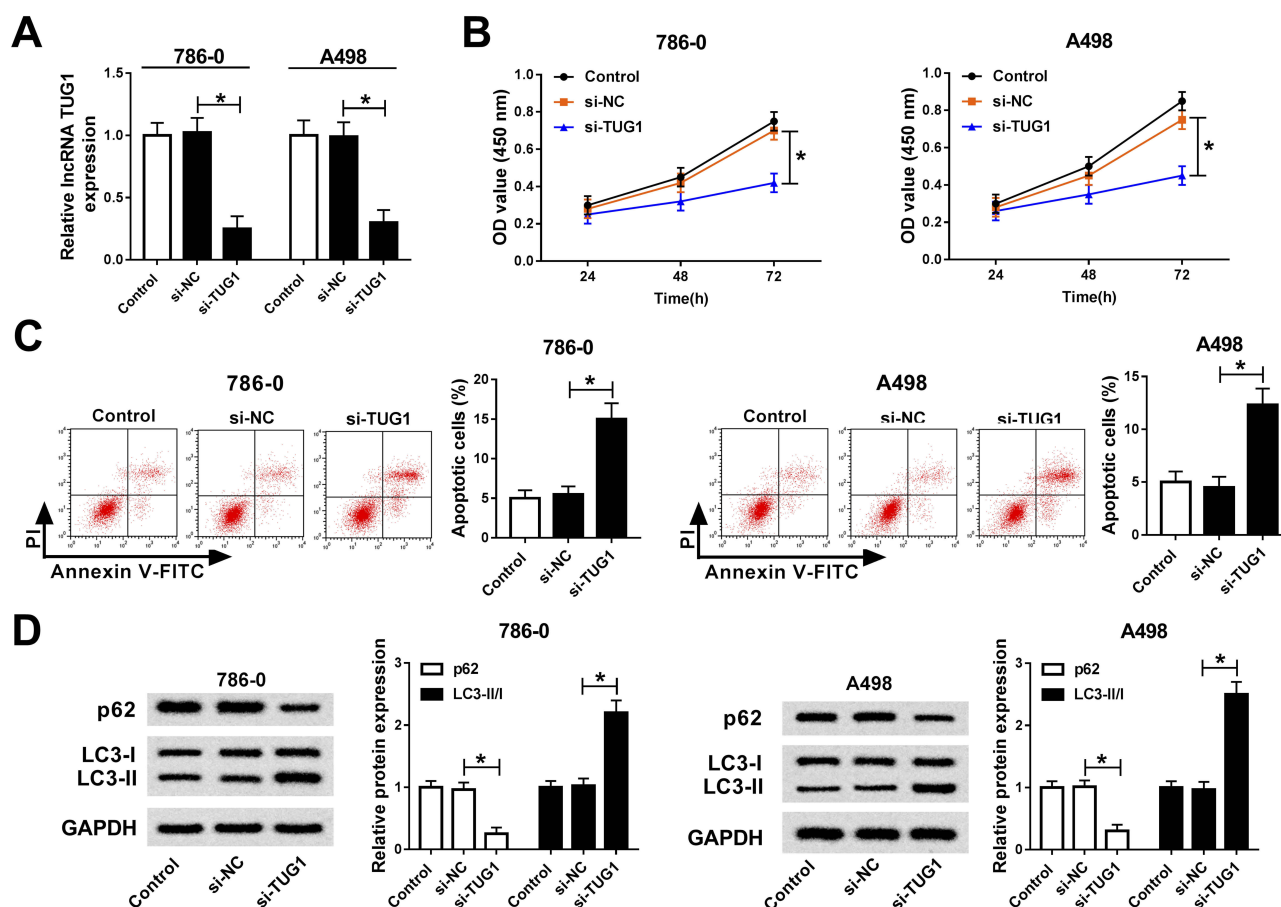 A
786-0
A498
Relative lncRNA TUG1
expression
1.5
1.0
0.5
0.0
*
*
Control
si-NC
si-TUG1
Control
si-NC
si-TUG1
B
786-0
OD value (450 nm)
1.0
0.8
0.6
0.4
0.2
0.0
Control
si-NC
si-TUG1
*
24
48
72
Time(h)
A498
OD value (450 nm)
1.0
0.8
0.6
0.4
0.2
0.0
Control
si-NC
si-TUG1
*
24
48
72
Time(h)
C
786-0
Control
si-NC
si-TUG1
PI
Annexin V-FITC
786-0
Apoptotic cells (%)
20
15
10
5
0
*
Control
si-NC
si-TUG1
A498
Control
si-NC
si-TUG1
PI
Annexin V-FITC
A498
Apoptotic cells (%)
15
10
5
0
*
Control
si-NC
si-TUG1
D
786-0
p62
LC3-I
LC3-II
GAPDH
Control
si-NC
si-TUG1
786-0
Relative protein expression
3
2
1
0
p62
LC3-II/I
*
*
Control
si-NC
si-TUG1
Control
si-NC
si-TUG1
A498
p62
LC3-I
LC3-II
GAPDH
Control
si-NC
si-TUG1
A498
Relative protein expression
3
2
1
0
p62
LC3-II/I
*
*
Control
si-NC
si-TUG1
Control
si-NC
si-TUG1